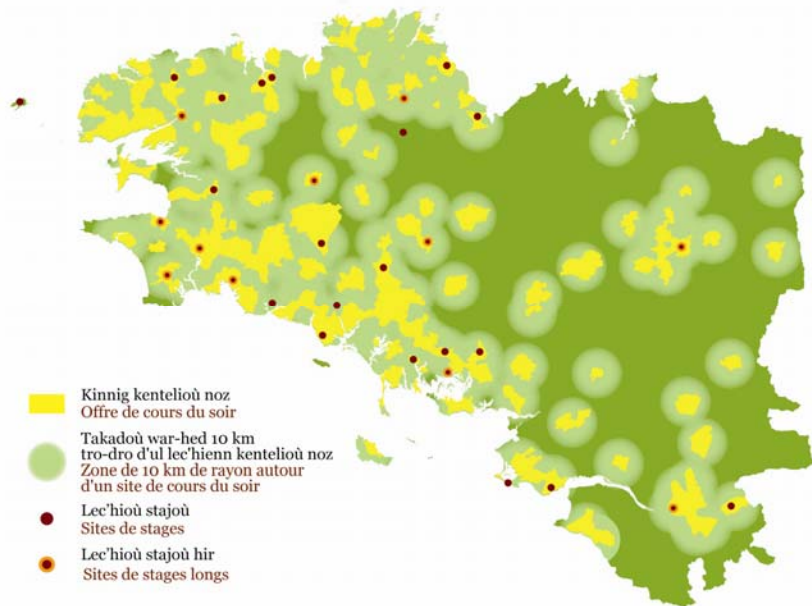 Kinnig kentelioù noz
Offre de cours du soir
Takadoù war-hed 10 km
tro-dro d'ul lec'hienn kentelioù noz
Zone de 10 km de rayon autour
d'un site de cours du soir
Lec'hioù stajoù
Sites de stages
Lec'hioù stajoù hir
Sites de stages longs